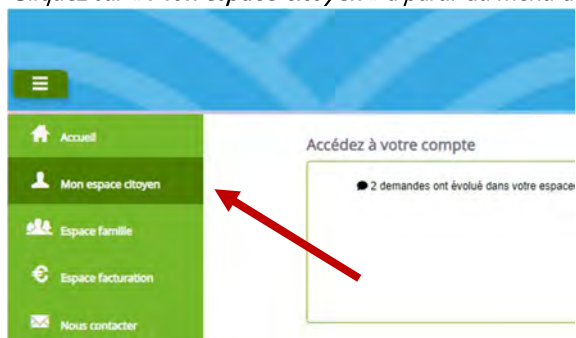 Accueil
Mon espace citoyen
Espace famille
Espace facturation
Nous contacter
Accédez à votre compte
2 demandes ont évolué dans votre espace